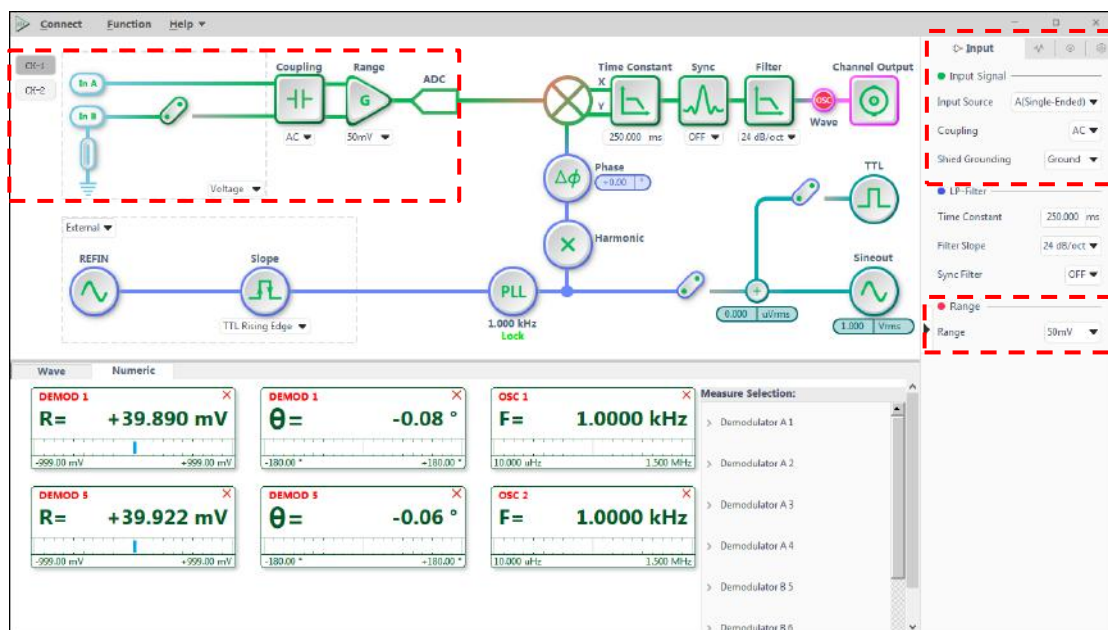 Connect Function Help
Input
CH-1
CH-2
In A
In B
Coupling
AC
Range
G
50mV
ADC
Voltage
X
Y
Time Constant
250.000 ms
Sync
OFF
Filter
24 dB/oct
OSC
Wave
Channel Output
Δϕ
Phase
+0.00 °
Harmonic
TTL
External
REFIN
Slope
TTL Rising Edge
PLL
1.000 kHz
Lock
0.000 uVrms
Sineout
1.000 Vrms
Input Signal
Input Source A(Single-Ended)
Coupling AC
Shied Grounding Ground
LP-Filter
Time Constant 250.000 ms
Filter Slope 24 dB/oct
Sync Filter OFF
Range
Range 50mV
Wave Numeric
DEMOD 1
R= +39.890 mV
-999.00 mV +999.00 mV
DEMOD 1
θ= -0.08 °
-180.00 ° +180.00 °
OSC 1
F= 1.0000 kHz
10.000 uHz 1.500 MHz
DEMOD 5
R= +39.922 mV
-999.00 mV +999.00 mV
DEMOD 5
θ= -0.06 °
-180.00 ° +180.00 °
OSC 2
F= 1.0000 kHz
10.000 uHz 1.500 MHz
Measure Selection:
Demodulator A 1
Demodulator A 2
Demodulator A 3
Demodulator A 4
Demodulator B 5
Demodulator B 6